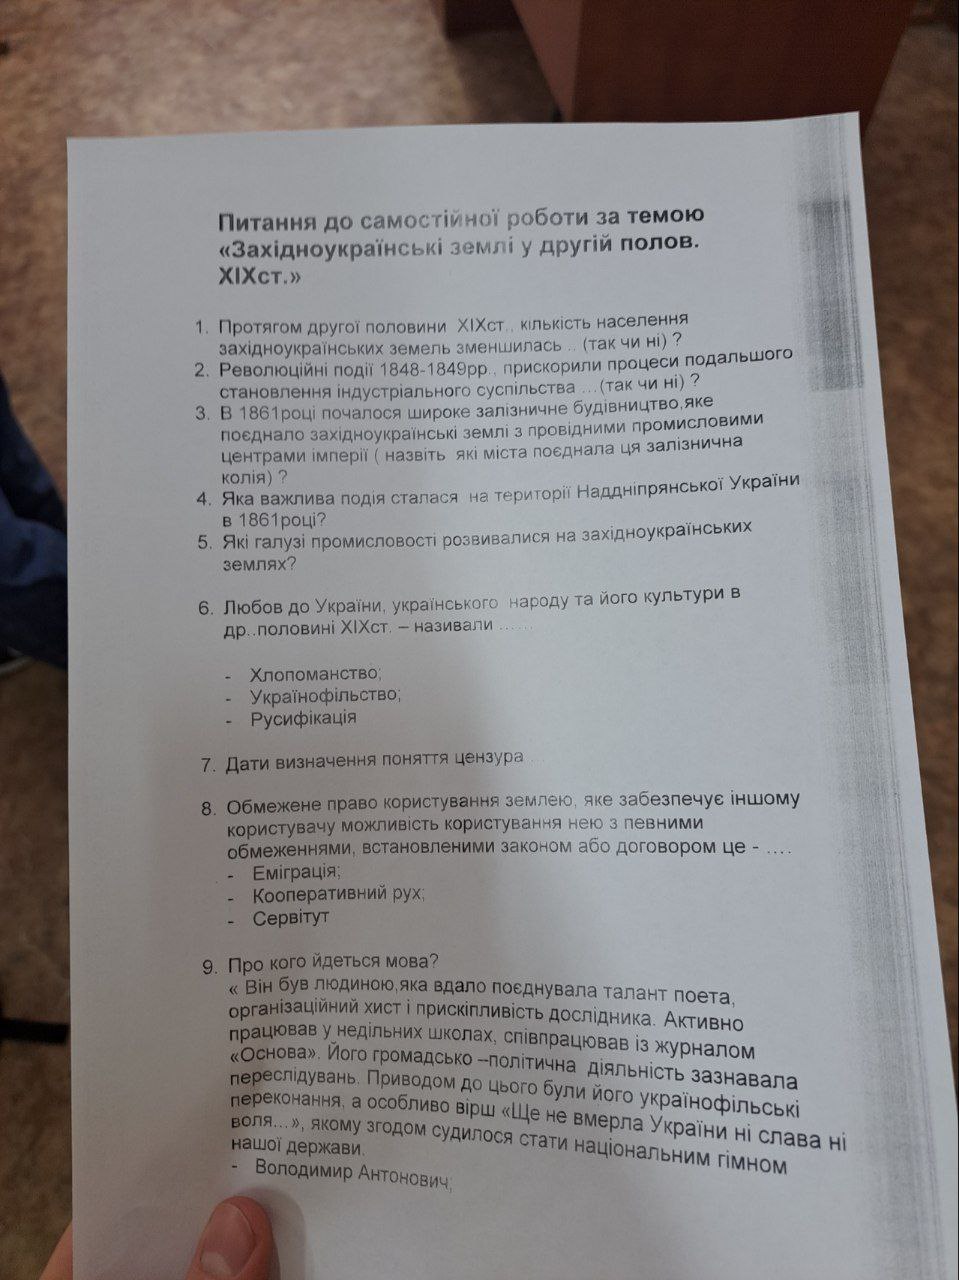 Питання до самостійної роботи за темою
«Західноукраїнські землі у другій полов.
ХІХст.»
1. Протягом другої половини ХІХст., кількість населення
західноукраїнських земель зменшилась .. (так чи ні) ?
2. Революційні події 1848-1849рр., прискорили процеси подальшого
становлення індустріального суспільства ...(так чи ні) ?
3. В 1861році почалося широке залізничне будівництво,яке
поєднало західноукраїнські землі з провідними промисловими
центрами імперії ( назвіть які міста поєднала ця залізнична
колія) ?
4. Яка важлива подія сталася на території Наддніпрянської України
в 1861році?
5. Які галузі промисловості розвивалися на західноукраїнських
землях?
6. Любов до України, українського народу та його культури в
др..половині ХІХст. – називали ......
- Хлопоманство;
- Українофільство;
- Русифікація
7. Дати визначення поняття цензура
8. Обмежене право користування землею, яке забезпечує іншому
користувачу можливість користування нею з певними
обмеженнями, встановленими законом або договором це - ....
- Еміграція;
- Кооперативний рух;
- Сервітут
9. Про кого йдеться мова?
« Він був людиною,яка вдало поєднувала талант поета,
організаційний хист і прискіпливість дослідника. Активно
працював у недільних школах, співпрацював із журналом
«Основа». Його громадсько –політична діяльність зазнавала
переслідувань. Приводом до цього були його українофільські
переконання, а особливо вірш «Ще не вмерла України ні слава ні
воля...», якому згодом судилося стати національним гімном
нашої держави.
- Володимир Антонович;